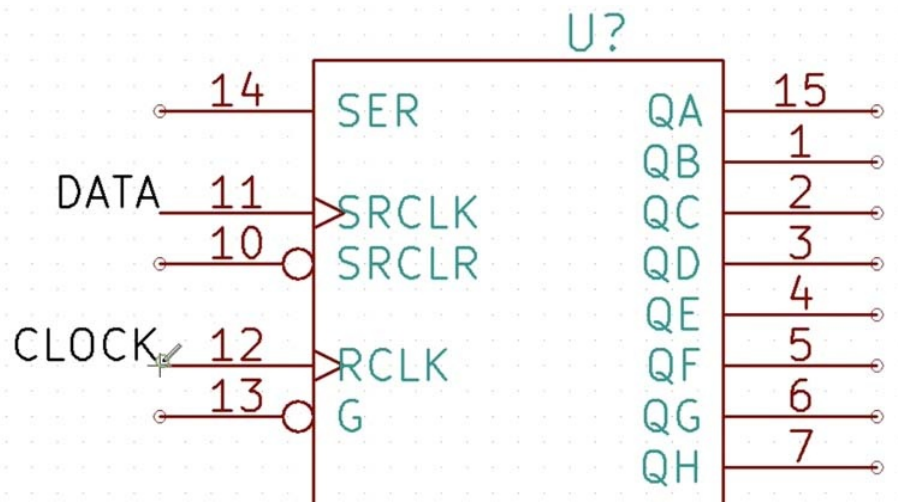 U?
14 SER QA 15
QB 1
DATA 11 SRCLK QC 2
10 SRCLR QD 3
QE 4
CLOCK 12 RCLK QF 5
13 G QG 6
QH 7